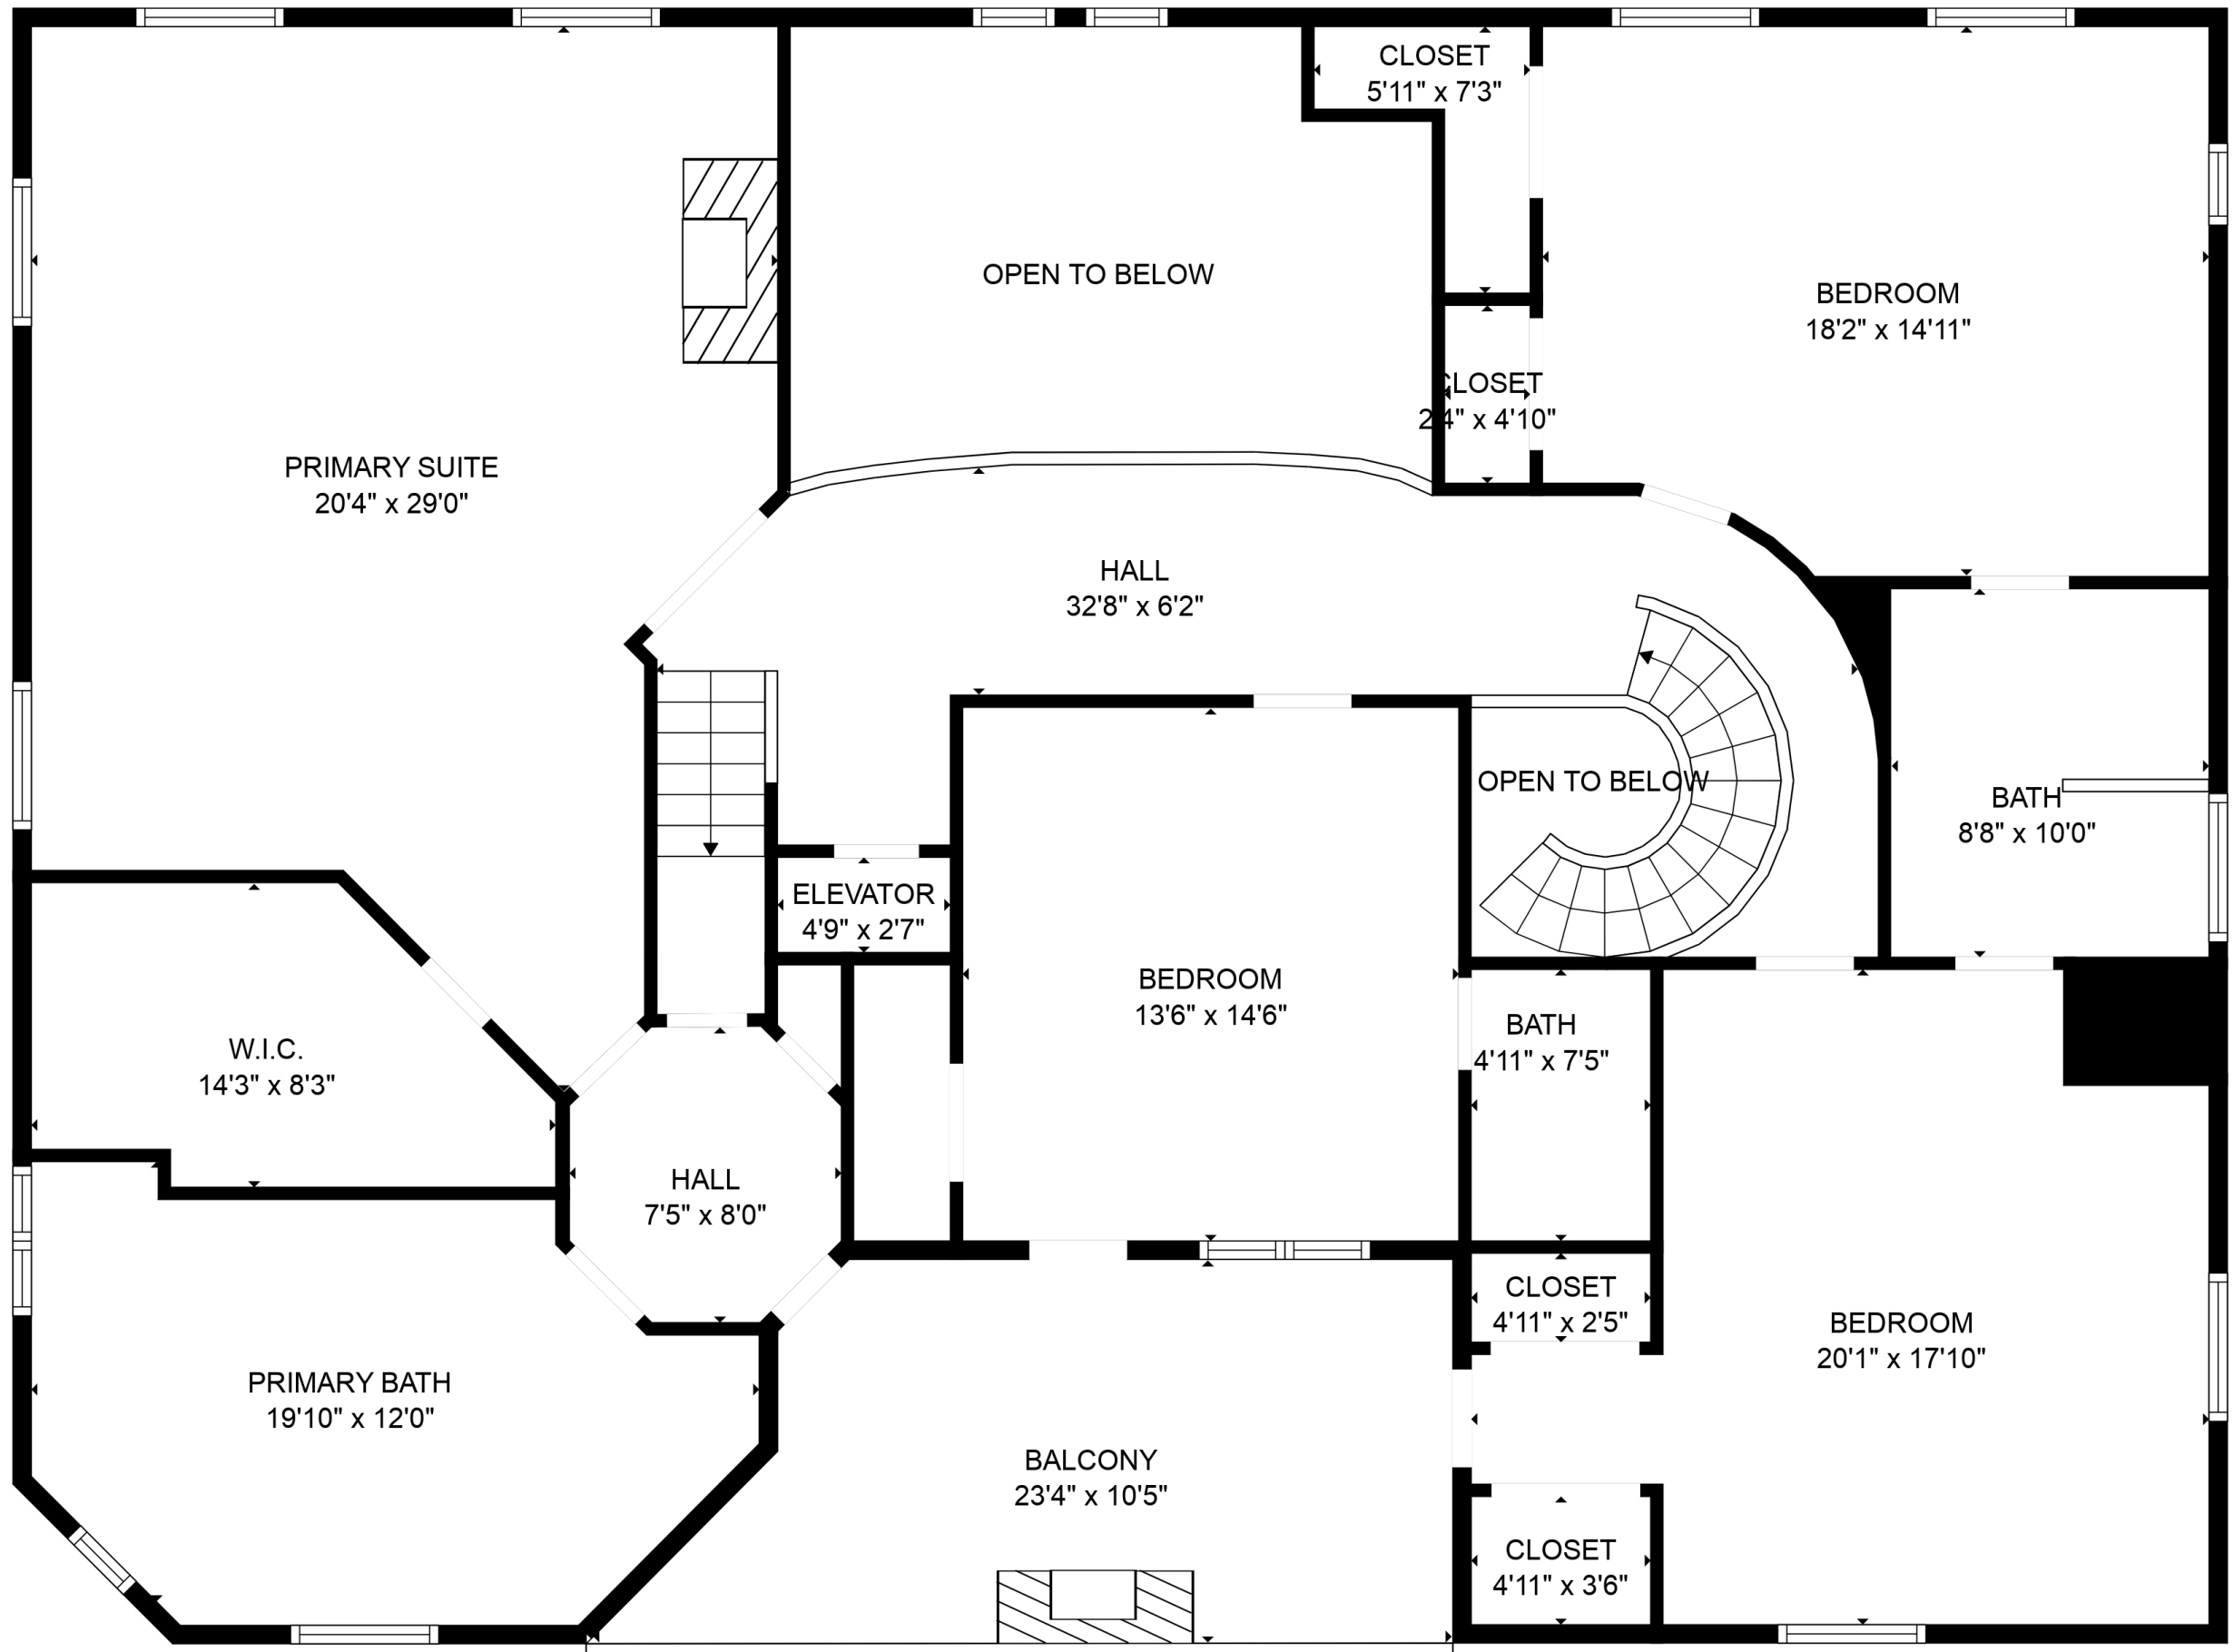 CLOSET
5'11" x 7'3"
OPEN TO BELOW
BEDROOM
18'2" x 14'11"
CLOSET
2'4" x 4'10"
PRIMARY SUITE
20'4" x 29'0"
HALL
32'8" x 6'2"
OPEN TO BELOW
BATH
8'8" x 10'0"
ELEVATOR
4'9" x 2'7"
BEDROOM
13'6" x 14'6"
BATH
4'11" x 7'5"
W.I.C.
14'3" x 8'3"
HALL
7'5" x 8'0"
CLOSET
4'11" x 2'5"
BEDROOM
20'1" x 17'10"
PRIMARY BATH
19'10" x 12'0"
BALCONY
23'4" x 10'5"
CLOSET
4'11" x 3'6"